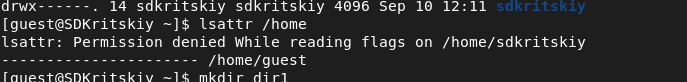 drwx------. 14 sdkritskiy sdkritskiy 4096 Sep 10 12:11 sdkritskiy
[guest@SDKritskiy ~]$ lsattr /home
lsattr: Permission denied While reading flags on /home/sdkritskiy
---------------------- /home/guest
[guest@SDKritskiy ~]$ mkdir dir1